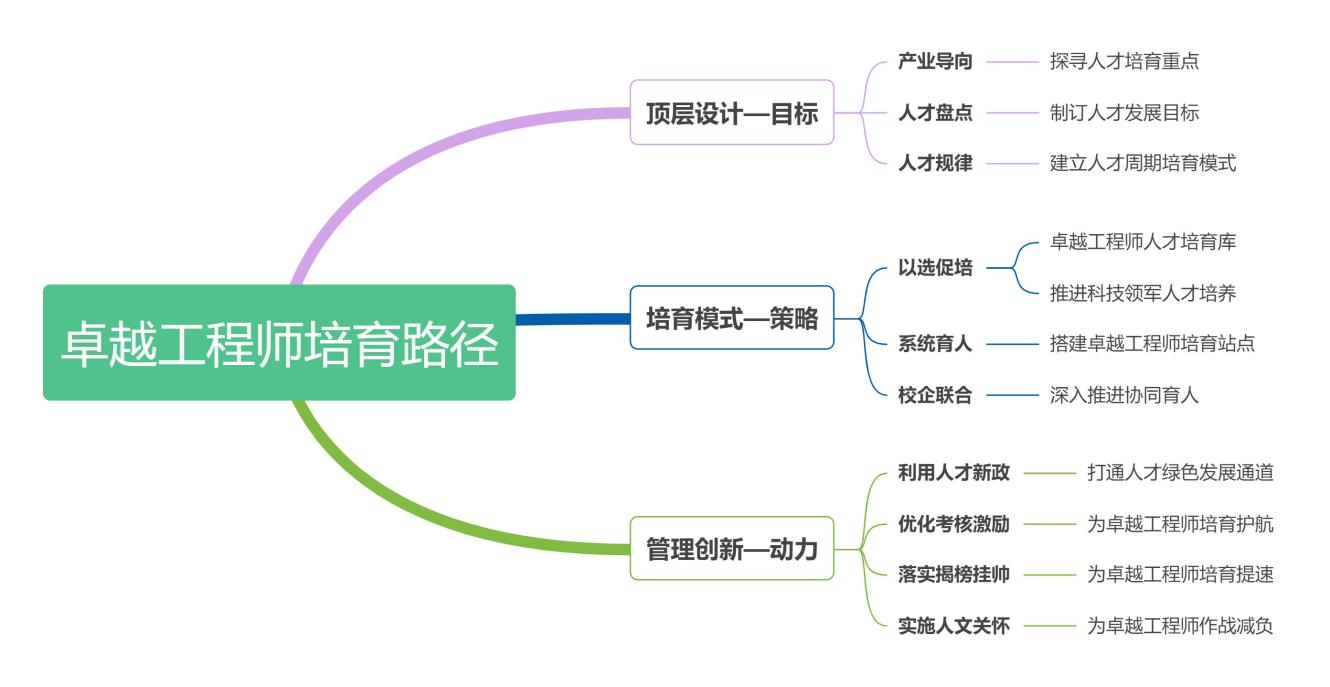 卓越工程师培育路径
顶层设计—目标
产业导向
探寻人才培育重点
人才盘点
制订人才发展目标
人才规律
建立人才周期培育模式
培育模式—策略
以选促培
卓越工程师人才培育库
推进科技领军人才培养
系统育人
搭建卓越工程师培育站点
校企联合
深入推进协同育人
管理创新—动力
利用人才新政
打通人才绿色发展通道
优化考核激励
为卓越工程师培育护航
落实揭榜挂帅
为卓越工程师培育提速
实施人文关怀
为卓越工程师作战减负